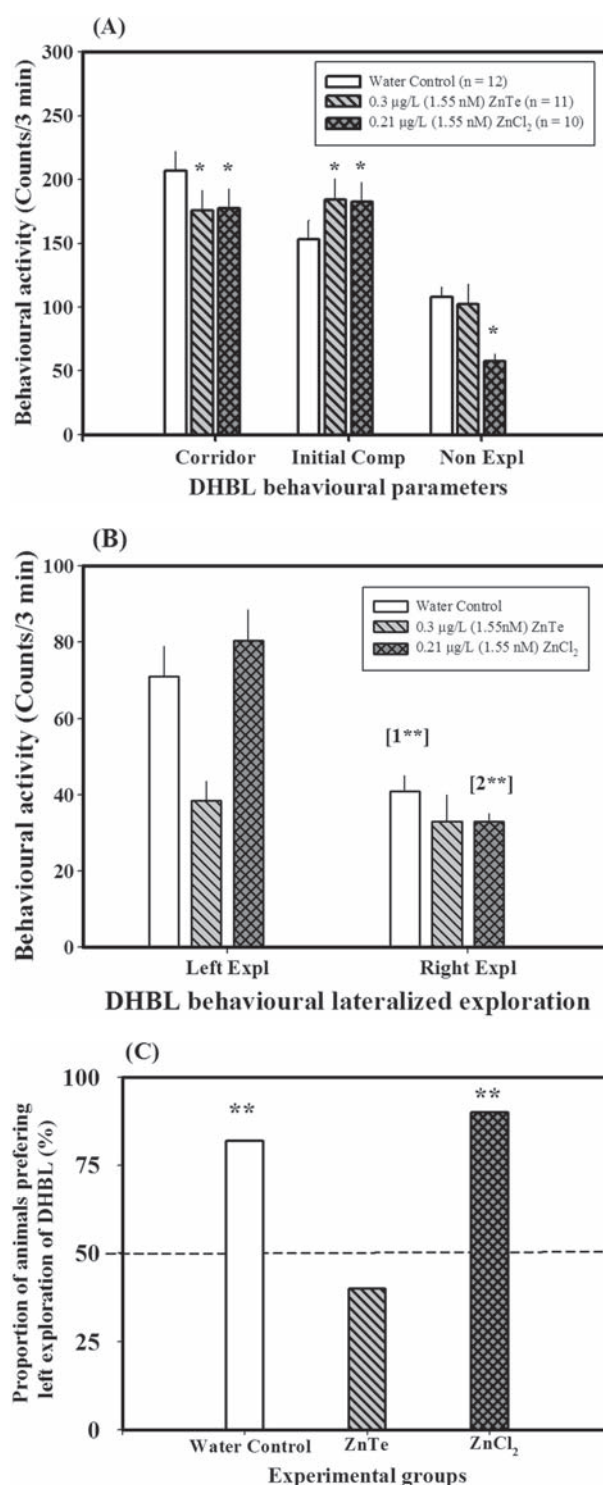 (A)
300
250
200
150
100
50
0
Behavioural activity (Counts/3 min)
Water Control (n = 12)
0.3 µg/L (1.55 nM) ZnTe (n = 11)
0.21 µg/L (1.55 nM) ZnCl₂ (n = 10)
* *
* *
*
Corridor Initial Comp Non Expl
DHBL behavioural parameters
(B)
100
80
60
40
20
0
Behavioural activity (Counts/3 min)
Water Control
0.3 µg/L (1.55nM) ZnTe
0.21 µg/L (1.55 nM) ZnCl₂
[1**]
[2**]
Left Expl Right Expl
DHBL behavioural lateralized exploration
(C)
100
75
50
25
0
Proportion of animals prefering
left exploration of DHBL (%)
**
**
Water Control ZnTe ZnCl₂
Experimental groups